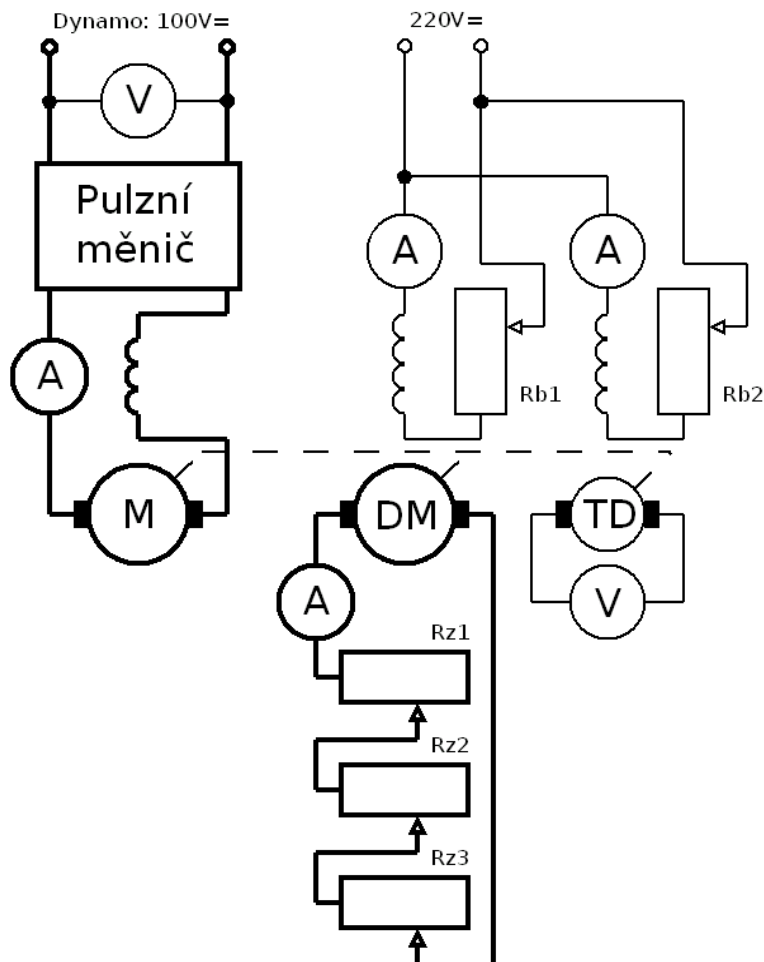 Dynamo: 100V=
220V=
V
Pulzní
měnič
A
A
A
Rb1
Rb2
M
DM
TD
A
V
Rz1
Rz2
Rz3